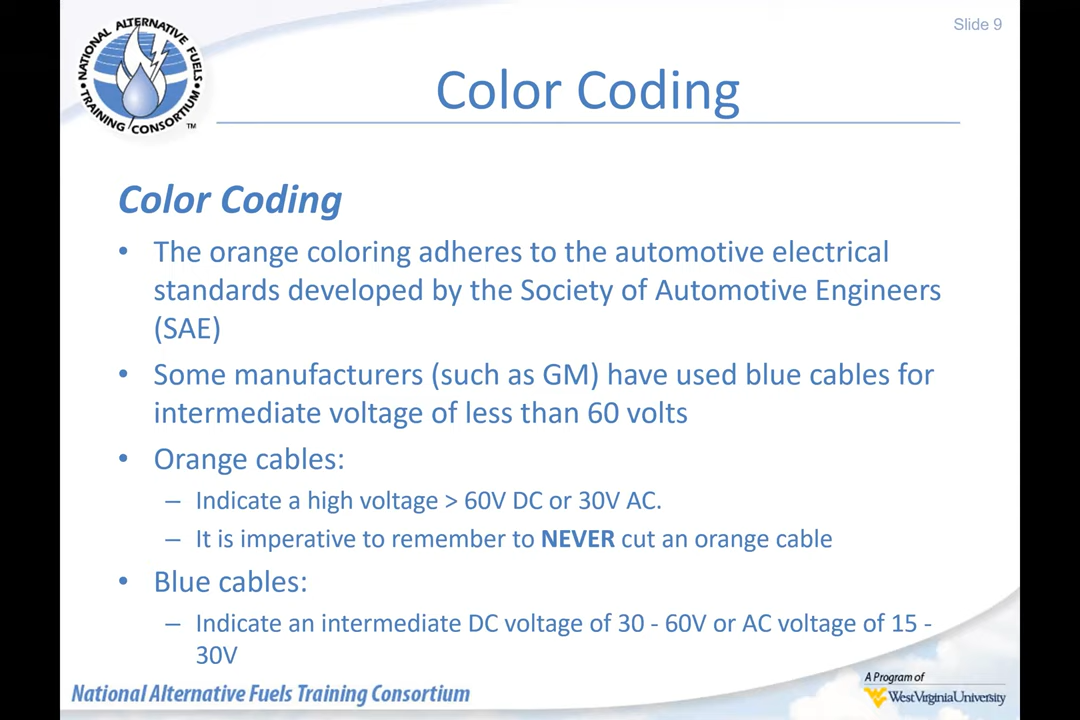 Slide 9
NATIONAL ALTERNATIVE FUELS
TRAINING CONSORTIUM
TM
Color Coding
Color Coding
• The orange coloring adheres to the automotive electrical
standards developed by the Society of Automotive Engineers
(SAE)
• Some manufacturers (such as GM) have used blue cables for
intermediate voltage of less than 60 volts
• Orange cables:
– Indicate a high voltage > 60V DC or 30V AC.
– It is imperative to remember to NEVER cut an orange cable
• Blue cables:
– Indicate an intermediate DC voltage of 30 - 60V or AC voltage of 15 -
30V
National Alternative Fuels Training Consortium
A Program of
WestVirginiaUniversity